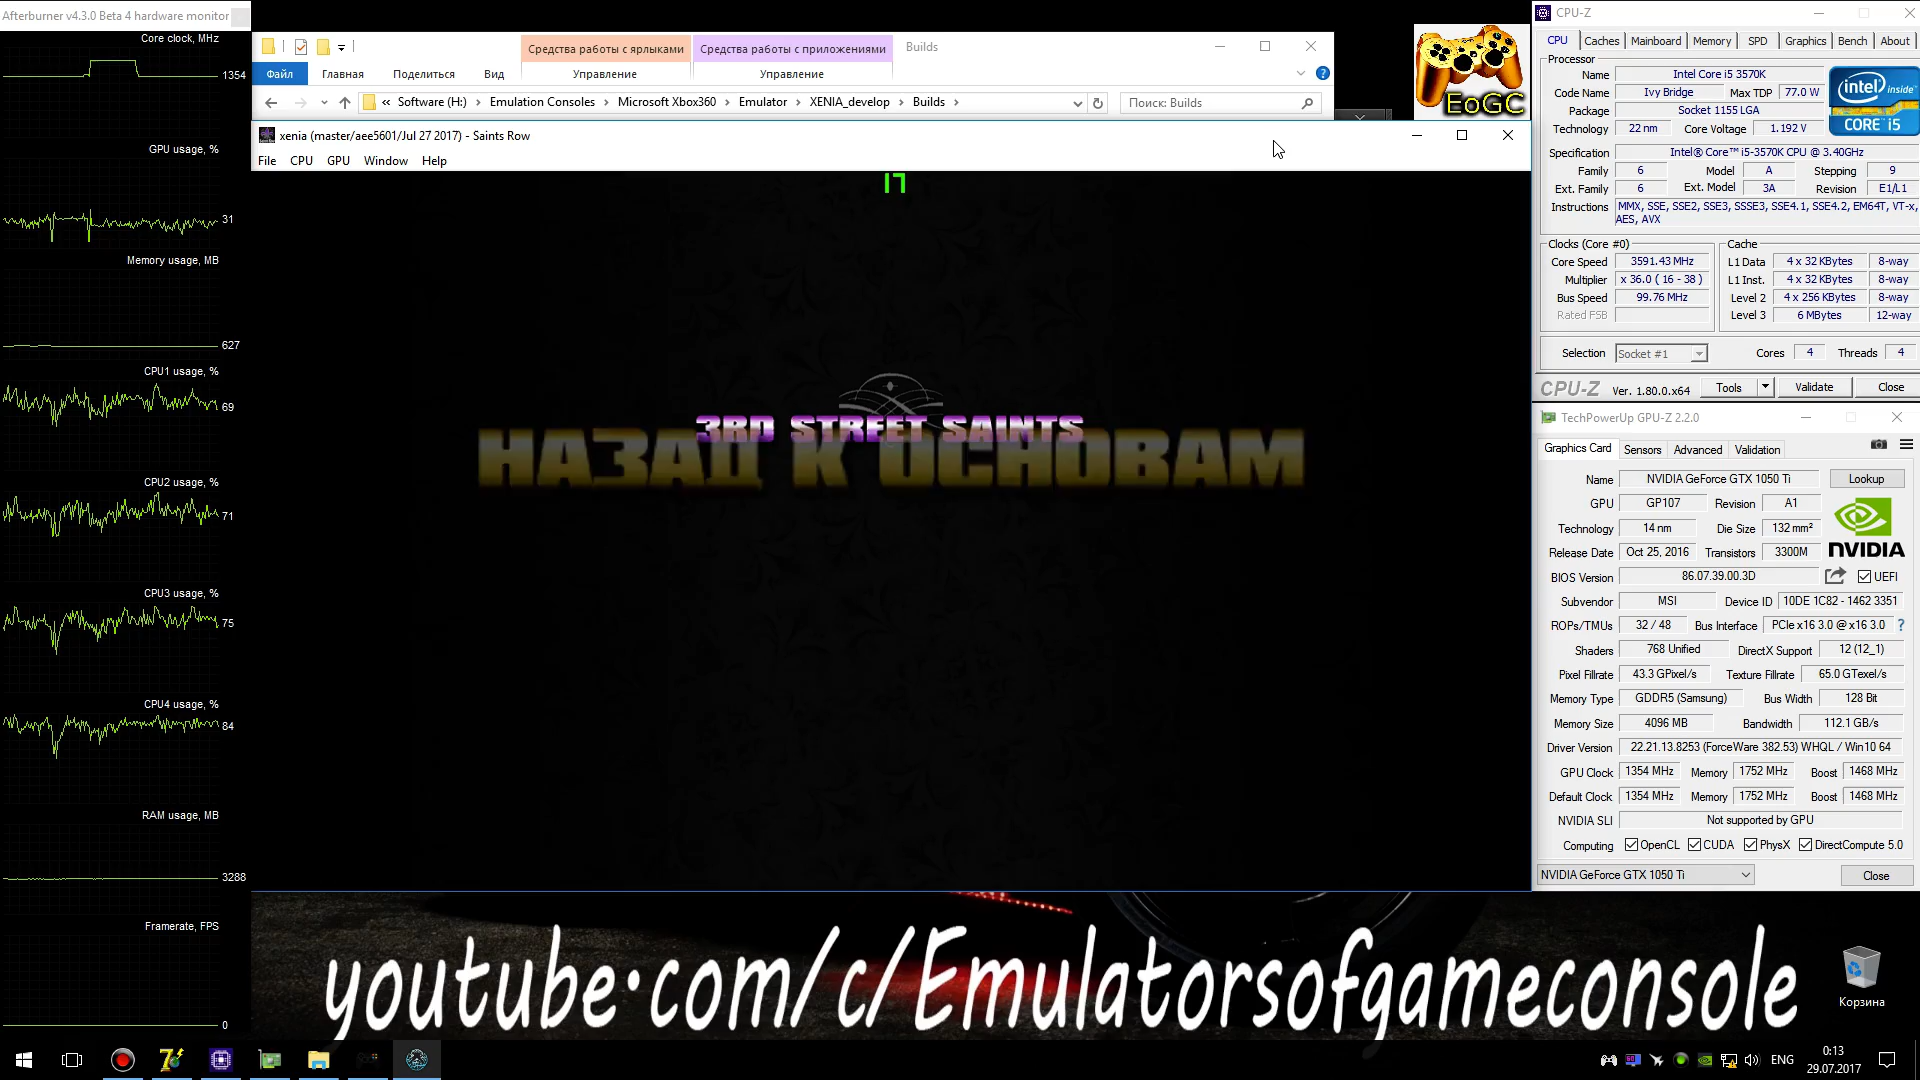 Afterburner v4.3.0 Beta 4 hardware monitor
Core clock, MHz
1354
GPU usage, %
31
Memory usage, MB
627
CPU1 usage, %
69
CPU2 usage, %
71
CPU3 usage, %
75
CPU4 usage, %
84
RAM usage, MB
3288
Framerate, FPS
0
Средства работы с ярлыками
Средства работы с приложениями
Builds
Файл
Главная
Поделиться
Вид
Управление
Управление
« Software (H:) > Emulation Consoles > Microsoft Xbox360 > Emulator > XENIA_develop > Builds >
Поиск: Builds
EoGC
xenia (master/aee5601/Jul 27 2017) - Saints Row
File CPU GPU Window Help
17
3RD STREET SAINTS
НАЗАД К ОСНОВАМ
youtube.com/c/Emulatorsofgameconsole
CPU-Z
CPU Caches Mainboard Memory SPD Graphics Bench About
Processor
Name Intel Core i5 3570K
Code Name Ivy Bridge Max TDP 77.0 W
Package Socket 1155 LGA
Technology 22 nm Core Voltage 1.192 V
intel inside™
CORE i5
Specification Intel® Core™ i5-3570K CPU @ 3.40GHz
Family 6 Model A Stepping 9
Ext. Family 6 Ext. Model 3A Revision E1/L1
Instructions MMX, SSE, SSE2, SSE3, SSSE3, SSE4.1, SSE4.2, EM64T, VT-x,
AES, AVX
Clocks (Core #0)
Core Speed 3591.43 MHz
Multiplier x 36.0 ( 16 - 38 )
Bus Speed 99.76 MHz
Rated FSB
Cache
L1 Data 4 x 32 KBytes 8-way
L1 Inst. 4 x 32 KBytes 8-way
Level 2 4 x 256 KBytes 8-way
Level 3 6 MBytes 12-way
Selection Socket #1 Cores 4 Threads 4
CPU-Z Ver. 1.80.0.x64 Tools Validate Close
TechPowerUp GPU-Z 2.2.0
Graphics Card Sensors Advanced Validation
Name NVIDIA GeForce GTX 1050 Ti Lookup
GPU GP107 Revision A1
Technology 14 nm Die Size 132 mm²
Release Date Oct 25, 2016 Transistors 3300M
NVIDIA
BIOS Version 86.07.39.00.3D UEFI
Subvendor MSI Device ID 10DE 1C82 - 1462 3351
ROPs/TMUs 32 / 48 Bus Interface PCIe x16 3.0 @ x16 3.0 ?
Shaders 768 Unified DirectX Support 12 (12_1)
Pixel Fillrate 43.3 GPixel/s Texture Fillrate 65.0 GTexel/s
Memory Type GDDR5 (Samsung) Bus Width 128 Bit
Memory Size 4096 MB Bandwidth 112.1 GB/s
Driver Version 22.21.13.8253 (ForceWare 382.53) WHQL / Win10 64
GPU Clock 1354 MHz Memory 1752 MHz Boost 1468 MHz
Default Clock 1354 MHz Memory 1752 MHz Boost 1468 MHz
NVIDIA SLI Not supported by GPU
Computing OpenCL CUDA PhysX DirectCompute 5.0
NVIDIA GeForce GTX 1050 Ti Close
Корзина
ENG
0:13
29.07.2017